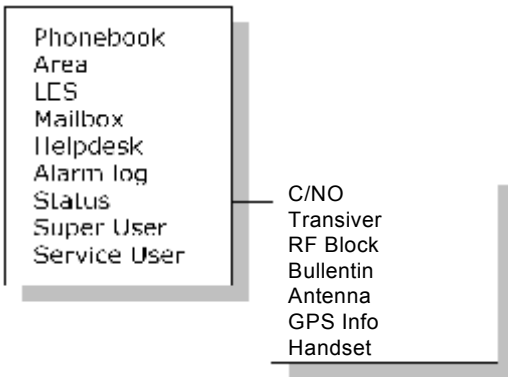 Phonebook
Area
LES
Mailbox
Helpdesk
Alarm log
Status
Super User
Service User
C/NO
Transiver
RF Block
Bullentin
Antenna
GPS Info
Handset